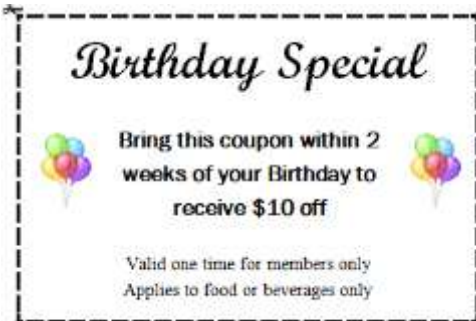 Birthday Special
Bring this coupon within 2
weeks of your Birthday to
receive $10 off
Valid one time for members only
Applies to food or beverages only